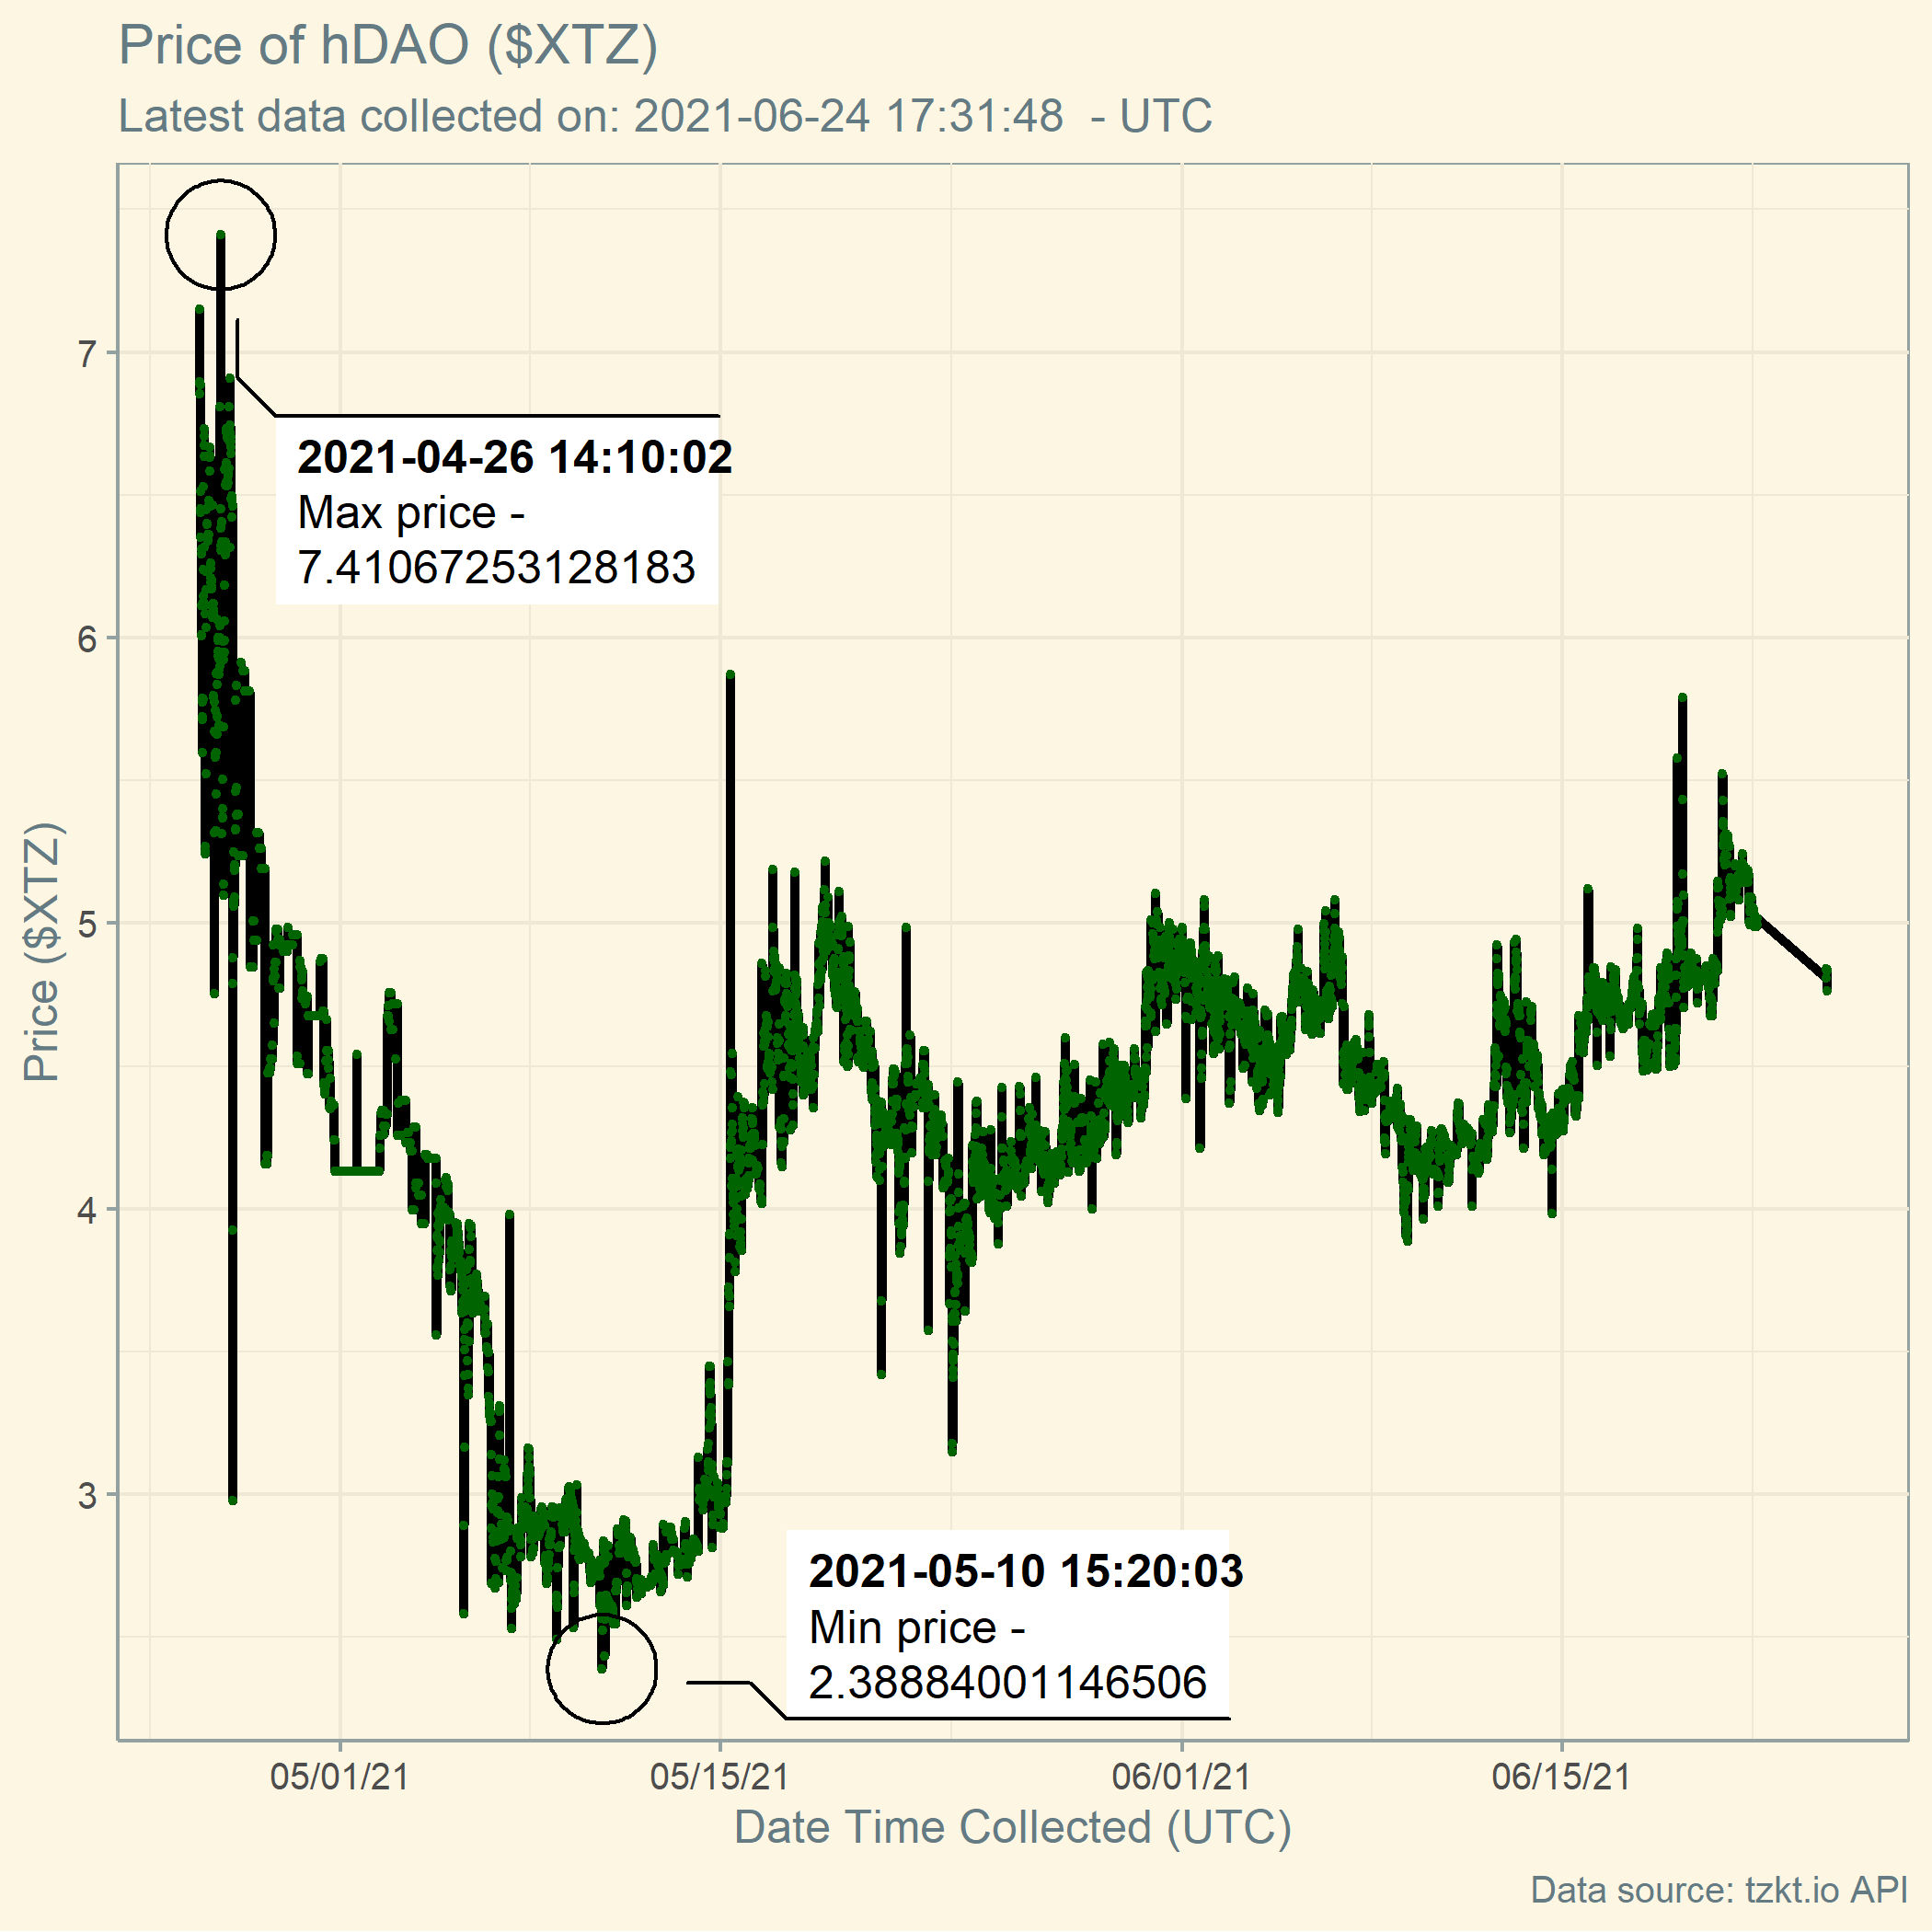 Price of hDAO ($XTZ)
Latest data collected on: 2021-06-24 17:31:48  - UTC
2021-04-26 14:10:02
Max price -
7.41067253128183
7
6
5
4
3
Price ($XTZ)
2021-05-10 15:20:03
Min price -
2.38884001146506
05/01/21
05/15/21
06/01/21
06/15/21
Date Time Collected (UTC)
Data source: tzkt.io API